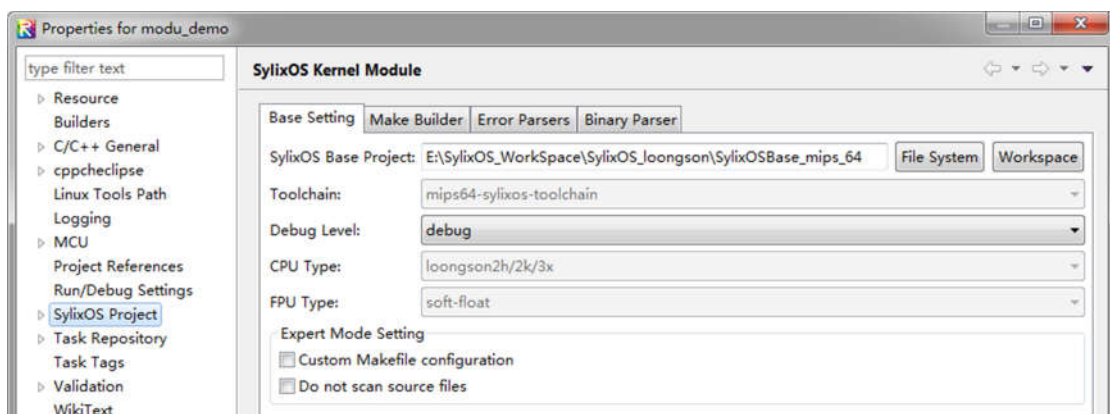 Properties for modu_demo
type filter text
Resource
Builders
C/C++ General
cppcheclipse
Linux Tools Path
Logging
MCU
Project References
Run/Debug Settings
SylixOS Project
Task Repository
Task Tags
Validation
WikiText
SylixOS Kernel Module
Base Setting Make Builder Error Parsers Binary Parser
SylixOS Base Project: E:\SylixOS_WorkSpace\SylixOS_loongson\SylixOSBase_mips_64 File System Workspace
Toolchain: mips64-sylixos-toolchain
Debug Level: debug
CPU Type: loongson2h/2k/3x
FPU Type: soft-float
Expert Mode Setting
Custom Makefile configuration
Do not scan source files